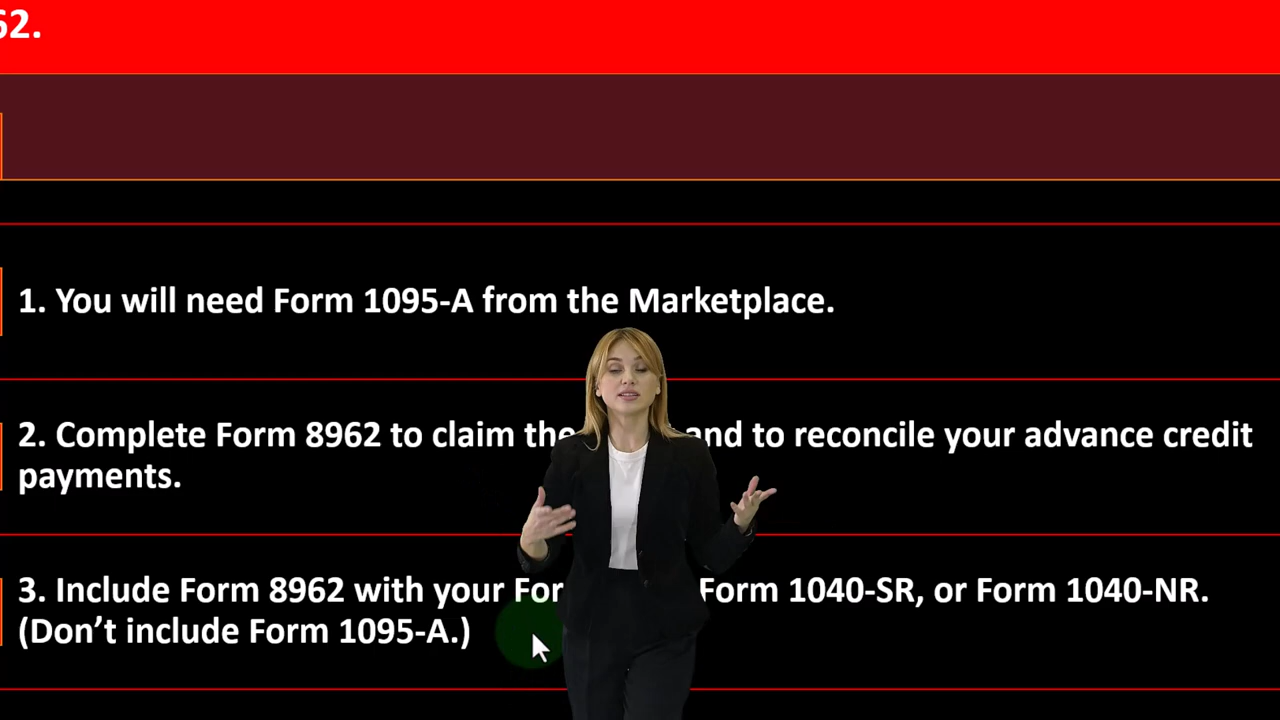 62.
1. You will need Form 1095-A from the Marketplace.
2. Complete Form 8962 to claim the and to reconcile your advance credit
payments.
3. Include Form 8962 with your Form 1040-SR, or Form 1040-NR.
(Don’t include Form 1095-A.)